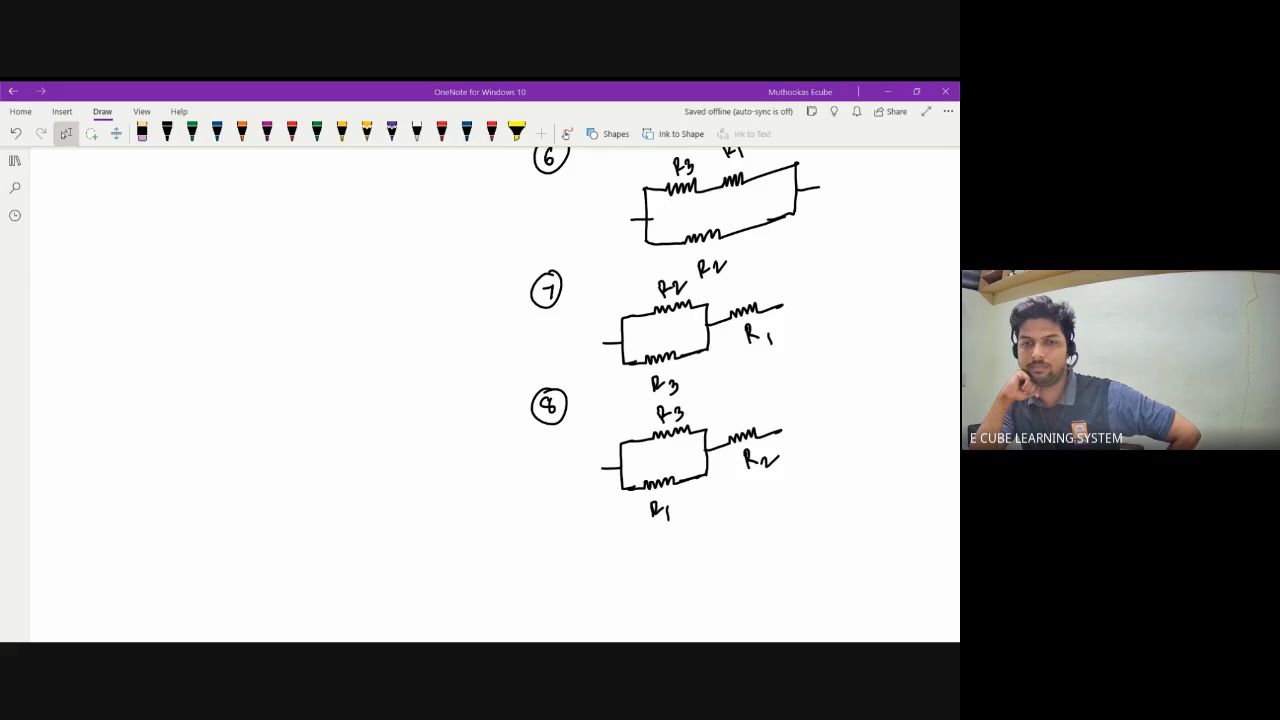 OneNote for Windows 10
Muthookas Ecube
Home Insert Draw View Help
Saved offline (auto-sync is off)
Share
Shapes
Ink to Shape
Ink to Text
6
R3 R1
R2
7
R2
R1
R3
8
R3
R2
R1
E CUBE LEARNING SYSTEM